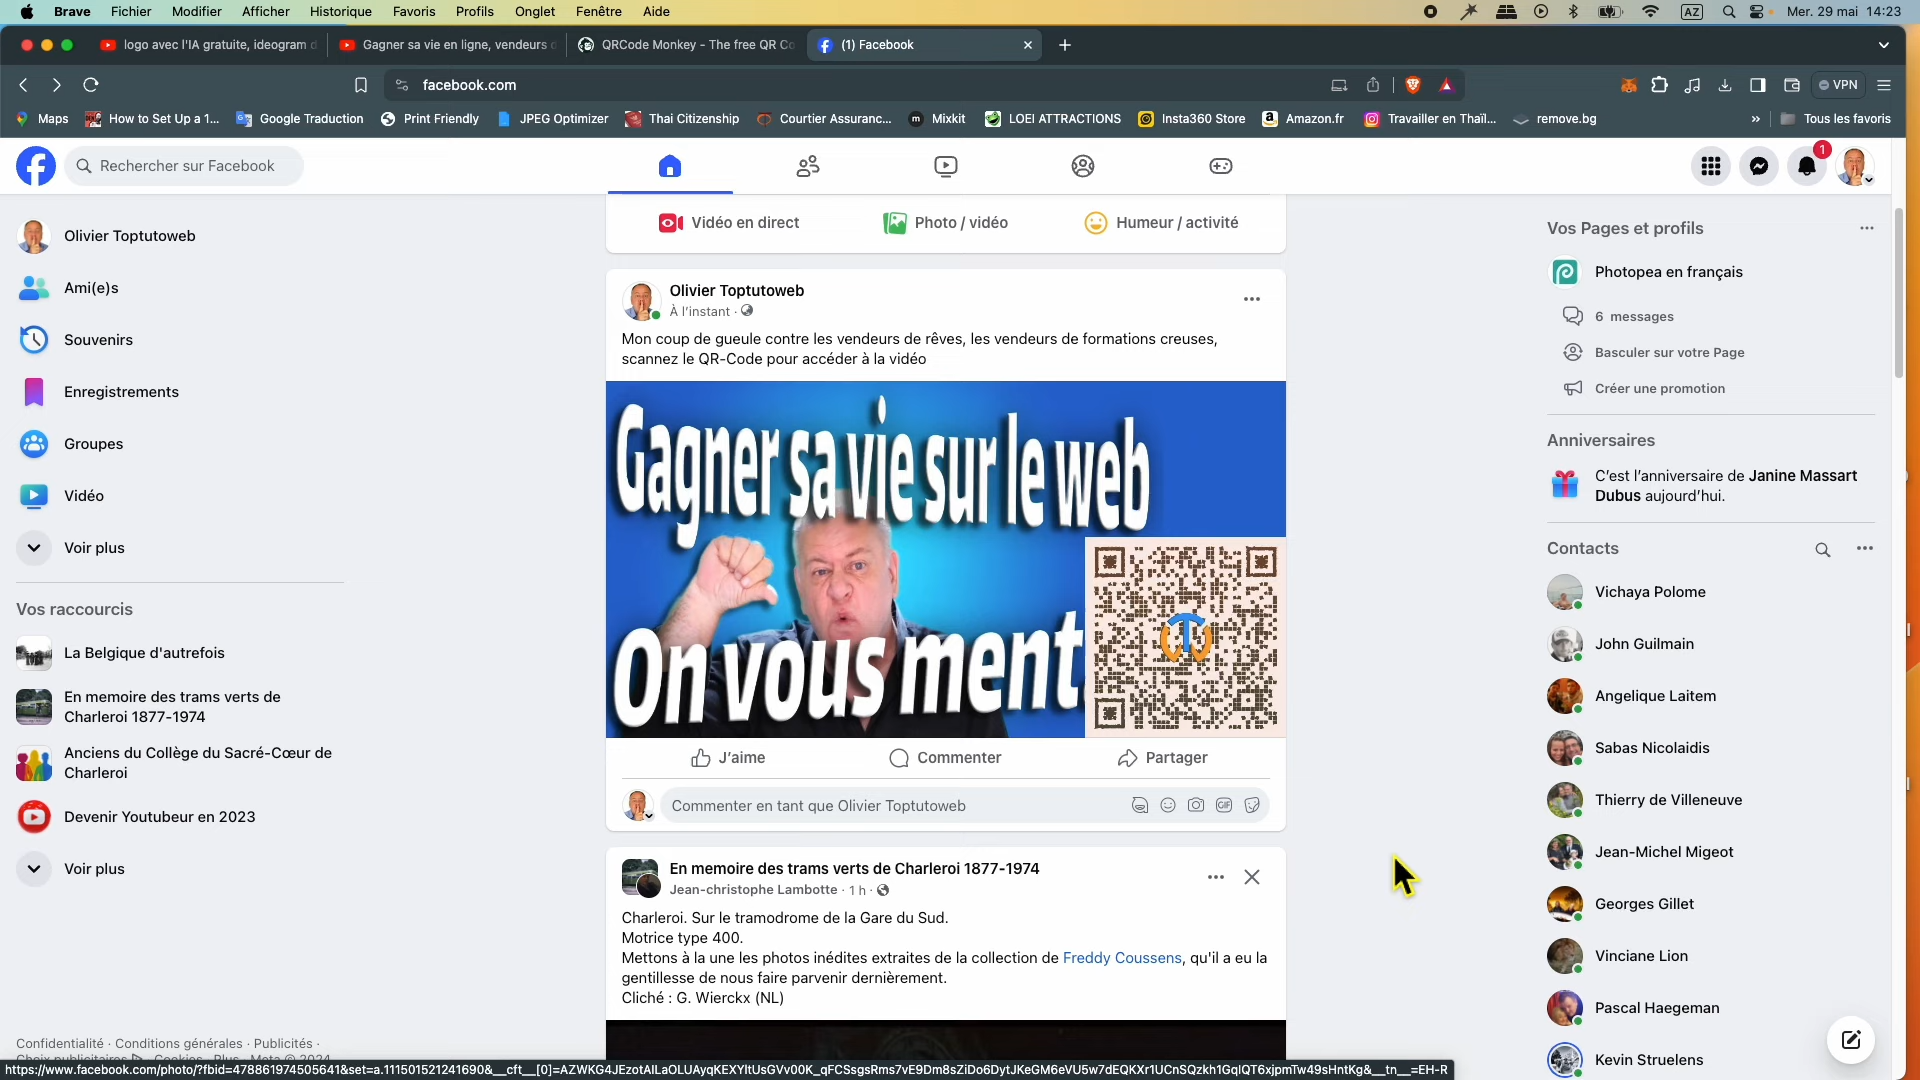 Brave Fichier Modifier Afficher Historique Favoris Profils Onglet Fenêtre Aide AZ Mer. 29 mai 14:23
logo avec l'IA gratuite, ideogram Gagner sa vie en ligne, vendeurs QRCode Monkey - The free QR (1) Facebook
facebook.com VPN
Maps How to Set Up a 1... Google Traduction Print Friendly JPEG Optimizer Thai Citizenship Courtier Assuranc... Mixkit LOEI ATTRACTIONS Insta360 Store Amazon.fr Travailler en Thaïl... remove.bg » Tous les favoris
Rechercher sur Facebook
1
Olivier Toptutoweb
Ami(e)s
Souvenirs
Enregistrements
Groupes
Vidéo
Voir plus
Vos raccourcis
La Belgique d'autrefois
En memoire des trams verts de
Charleroi 1877-1974
Anciens du Collège du Sacré-Cœur de
Charleroi
Devenir Youtubeur en 2023
Voir plus
Confidentialité · Conditions générales · Publicités ·
Vidéo en direct Photo / vidéo Humeur / activité
Olivier Toptutoweb
À l'instant ·
Mon coup de gueule contre les vendeurs de rêves, les vendeurs de formations creuses,
scannez le QR-Code pour accéder à la vidéo
Gagner sa vie sur le web
On vous ment
J'aime Commenter Partager
Commenter en tant que Olivier Toptutoweb GIF
En memoire des trams verts de Charleroi 1877-1974
Jean-christophe Lambotte · 1 h ·
Charleroi. Sur le tramodrome de la Gare du Sud.
Motrice type 400.
Mettons à la une les photos inédites extraites de la collection de Freddy Coussens, qu'il a eu la
gentillesse de nous faire parvenir dernièrement.
Cliché : G. Wierckx (NL)
Vos Pages et profils
Photopea en français
6 messages
Basculer sur votre Page
Créer une promotion
Anniversaires
C'est l'anniversaire de Janine Massart
Dubus aujourd'hui.
Contacts
Vichaya Polome
John Guilmain
Angelique Laitem
Sabas Nicolaidis
Thierry de Villeneuve
Jean-Michel Migeot
Georges Gillet
Vinciane Lion
Pascal Haegeman
Kevin Struelens